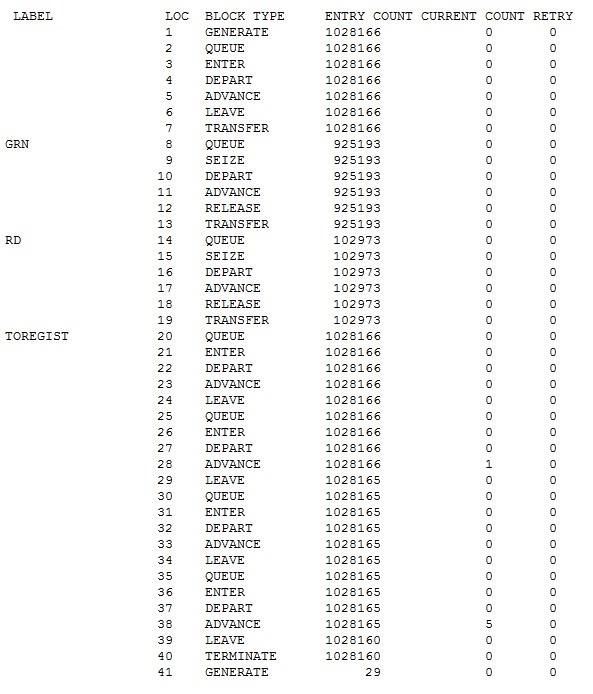 LABEL LOC BLOCK TYPE ENTRY COUNT CURRENT COUNT RETRY
1 GENERATE 1028166 0 0
2 QUEUE 1028166 0 0
3 ENTER 1028166 0 0
4 DEPART 1028166 0 0
5 ADVANCE 1028166 0 0
6 LEAVE 1028166 0 0
7 TRANSFER 1028166 0 0
GRN 8 QUEUE 925193 0 0
9 SEIZE 925193 0 0
10 DEPART 925193 0 0
11 ADVANCE 925193 0 0
12 RELEASE 925193 0 0
13 TRANSFER 925193 0 0
RD 14 QUEUE 102973 0 0
15 SEIZE 102973 0 0
16 DEPART 102973 0 0
17 ADVANCE 102973 0 0
18 RELEASE 102973 0 0
19 TRANSFER 102973 0 0
TOREGIST 20 QUEUE 1028166 0 0
21 ENTER 1028166 0 0
22 DEPART 1028166 0 0
23 ADVANCE 1028166 0 0
24 LEAVE 1028166 0 0
25 QUEUE 1028166 0 0
26 ENTER 1028166 0 0
27 DEPART 1028166 0 0
28 ADVANCE 1028166 1 0
29 LEAVE 1028165 0 0
30 QUEUE 1028165 0 0
31 ENTER 1028165 0 0
32 DEPART 1028165 0 0
33 ADVANCE 1028165 0 0
34 LEAVE 1028165 0 0
35 QUEUE 1028165 0 0
36 ENTER 1028165 0 0
37 DEPART 1028165 0 0
38 ADVANCE 1028165 5 0
39 LEAVE 1028160 0 0
40 TERMINATE 1028160 0 0
41 GENERATE 29 0 0